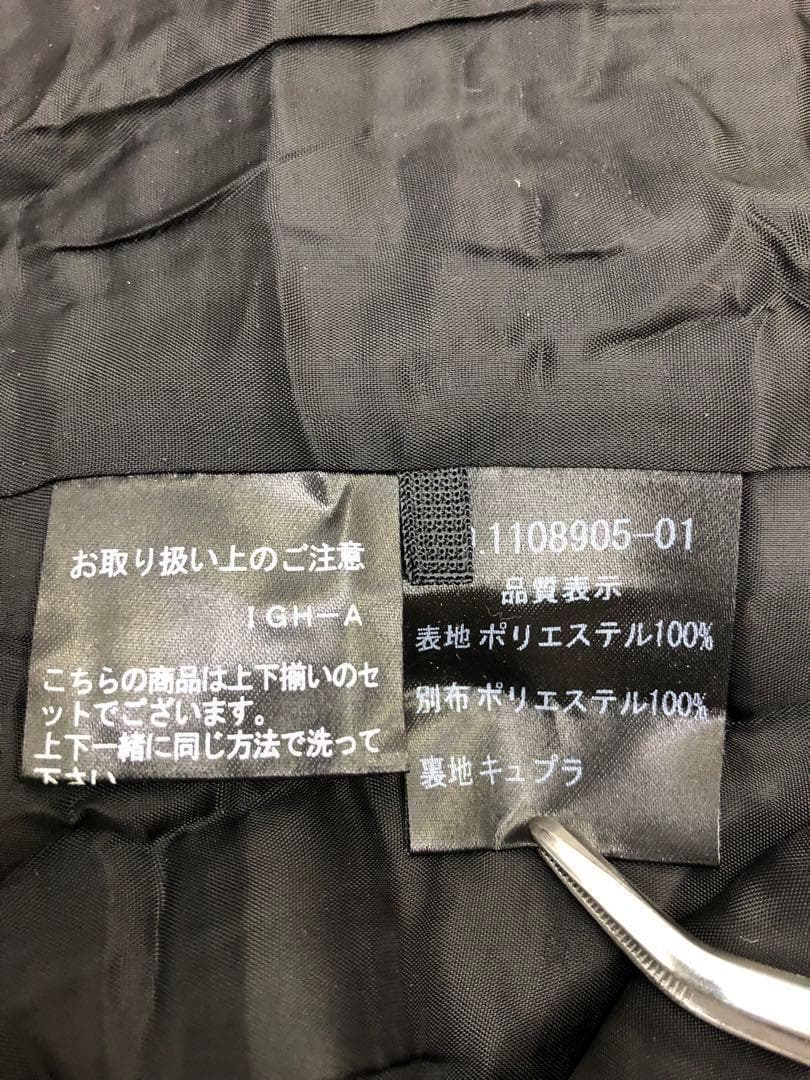 お取り扱い上のご注意
IGH-A
こちらの商品は上下揃いのセ
ットでございます。
上下一緒に同じ方法で洗って
下さい
.1108905-01
品質表示
表地 ポリエステル100%
別布 ポリエステル100%
裏地 キュプラ